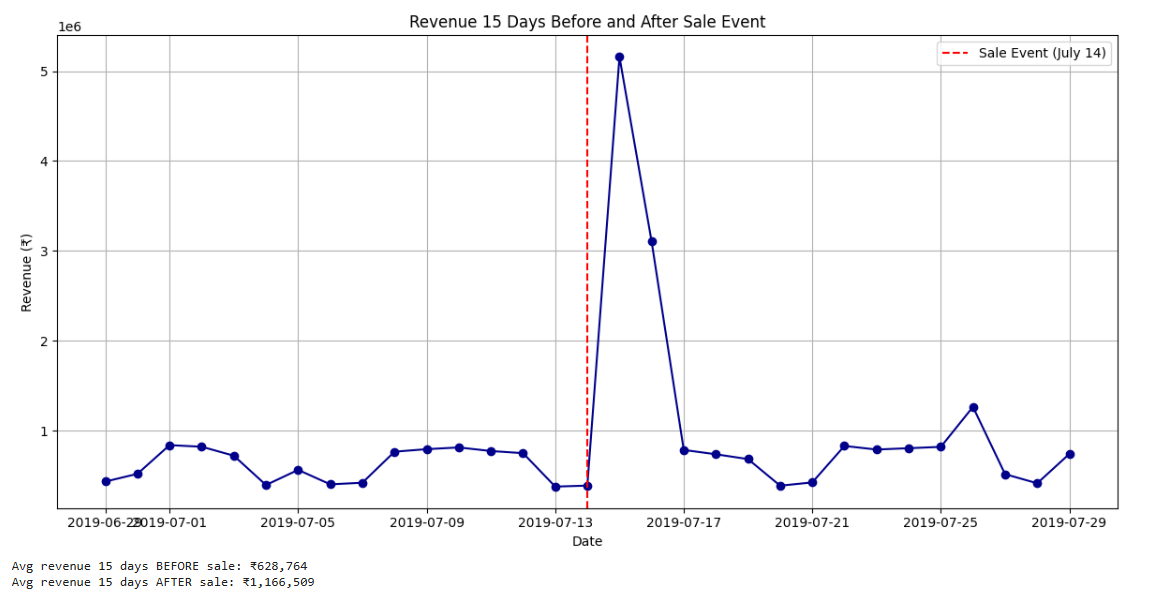 Revenue 15 Days Before and After Sale Event
1e6
Sale Event (July 14)
5
4
3
2
1
Revenue (₹)
2019-06-29 2019-07-01 2019-07-05 2019-07-09 2019-07-13 2019-07-17 2019-07-21 2019-07-25 2019-07-29
Date
Avg revenue 15 days BEFORE sale: ₹628,764
Avg revenue 15 days AFTER sale: ₹1,166,509